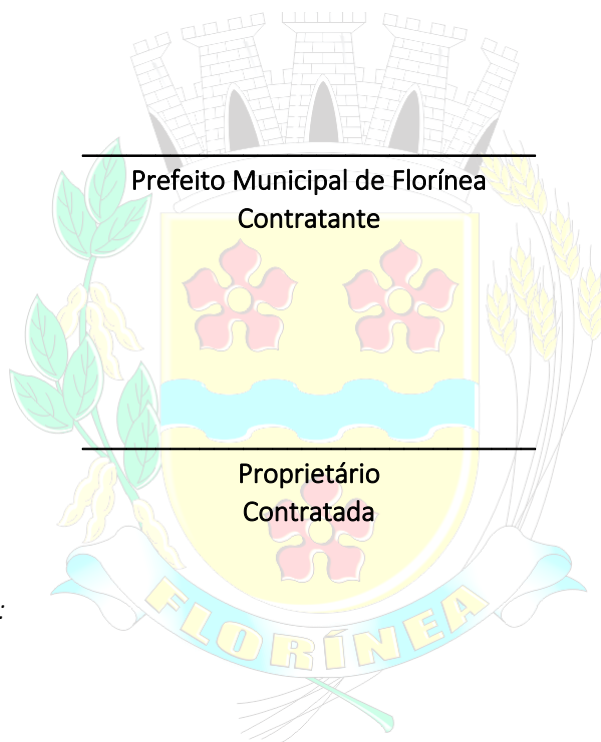 Prefeito Municipal de Florínea
Contratante
Proprietário
Contratada
:
FLORÍNEA